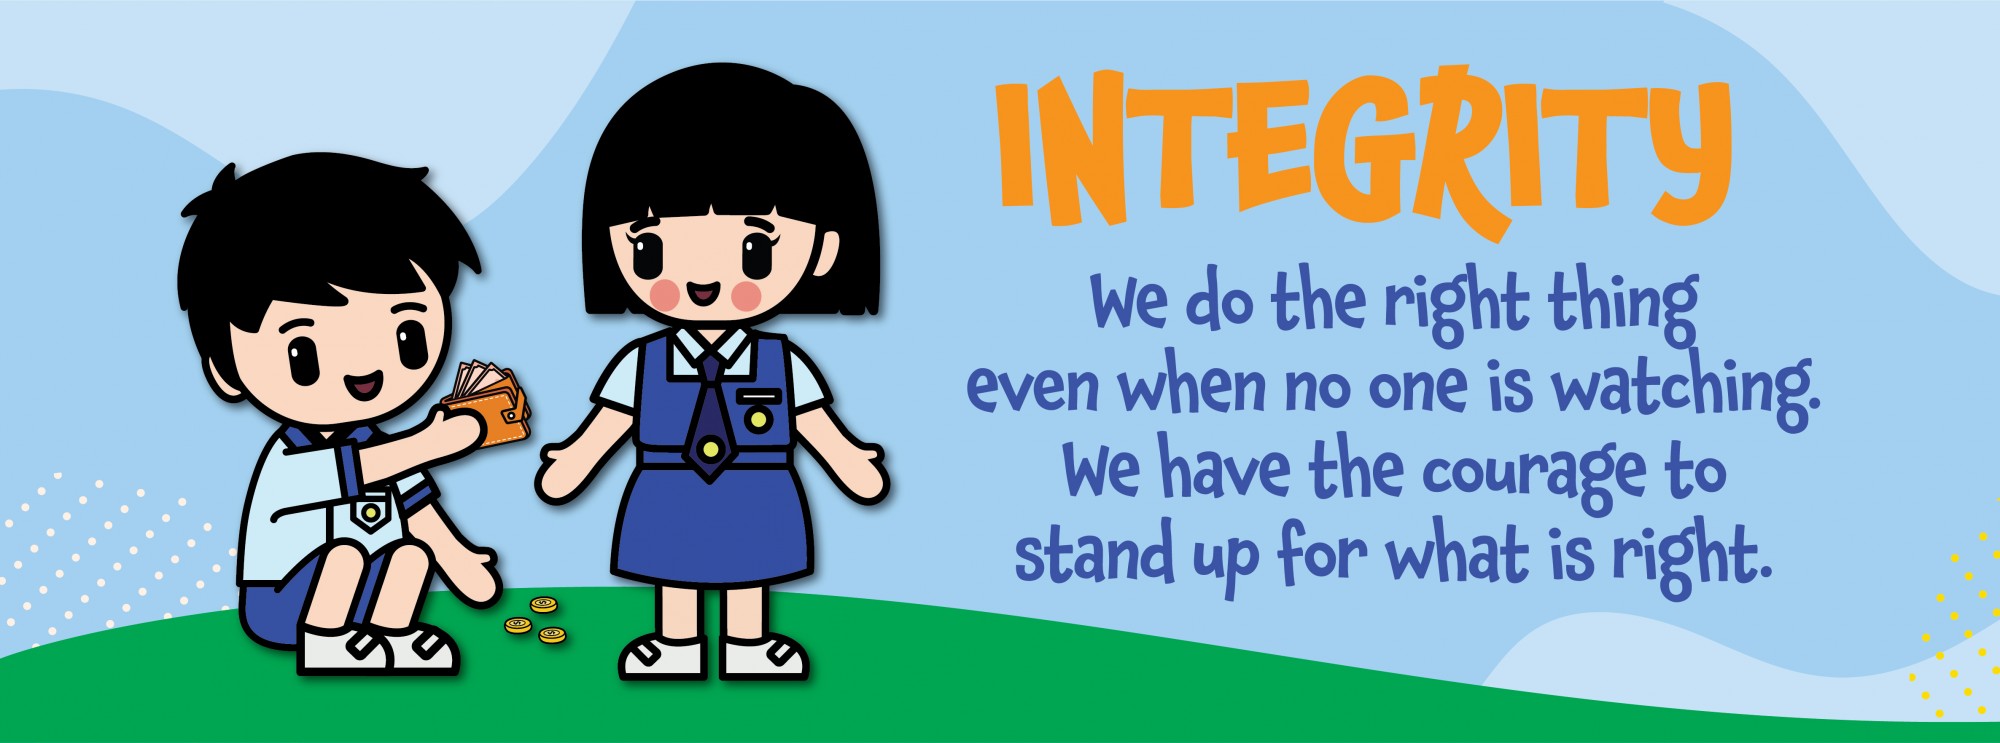 INTEGRITY
We do the right thing
even when no one is watching.
We have the courage to
stand up for what is right.